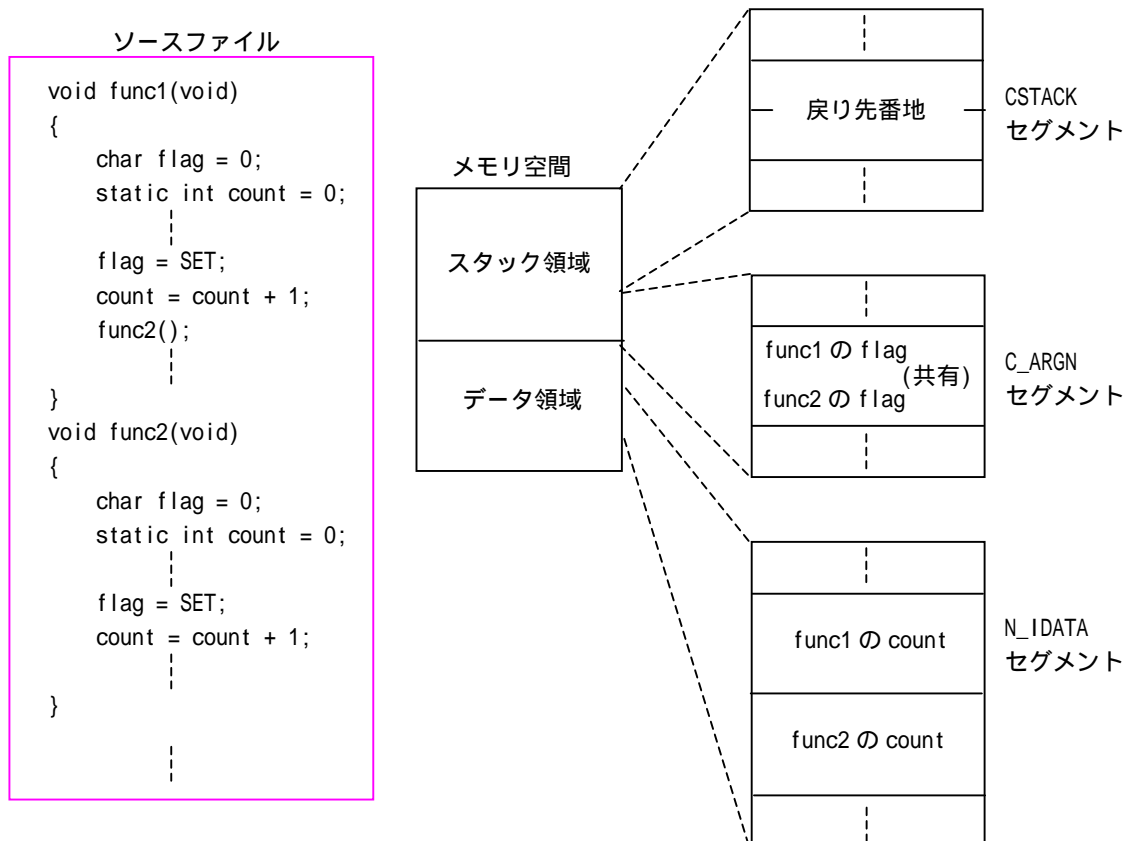 ソースファイル
void func1(void)
{
char flag = 0;
static int count = 0;
flag = SET;
count = count + 1;
func2();
}
void func2(void)
{
char flag = 0;
static int count = 0;
flag = SET;
count = count + 1;
}
メモリ空間
スタック領域
データ領域
戻り先番地
CSTACK
セグメント
func1 の flag
(共有)
func2 の flag
C_ARGN
セグメント
func1 の count
func2 の count
N_IDATA
セグメント